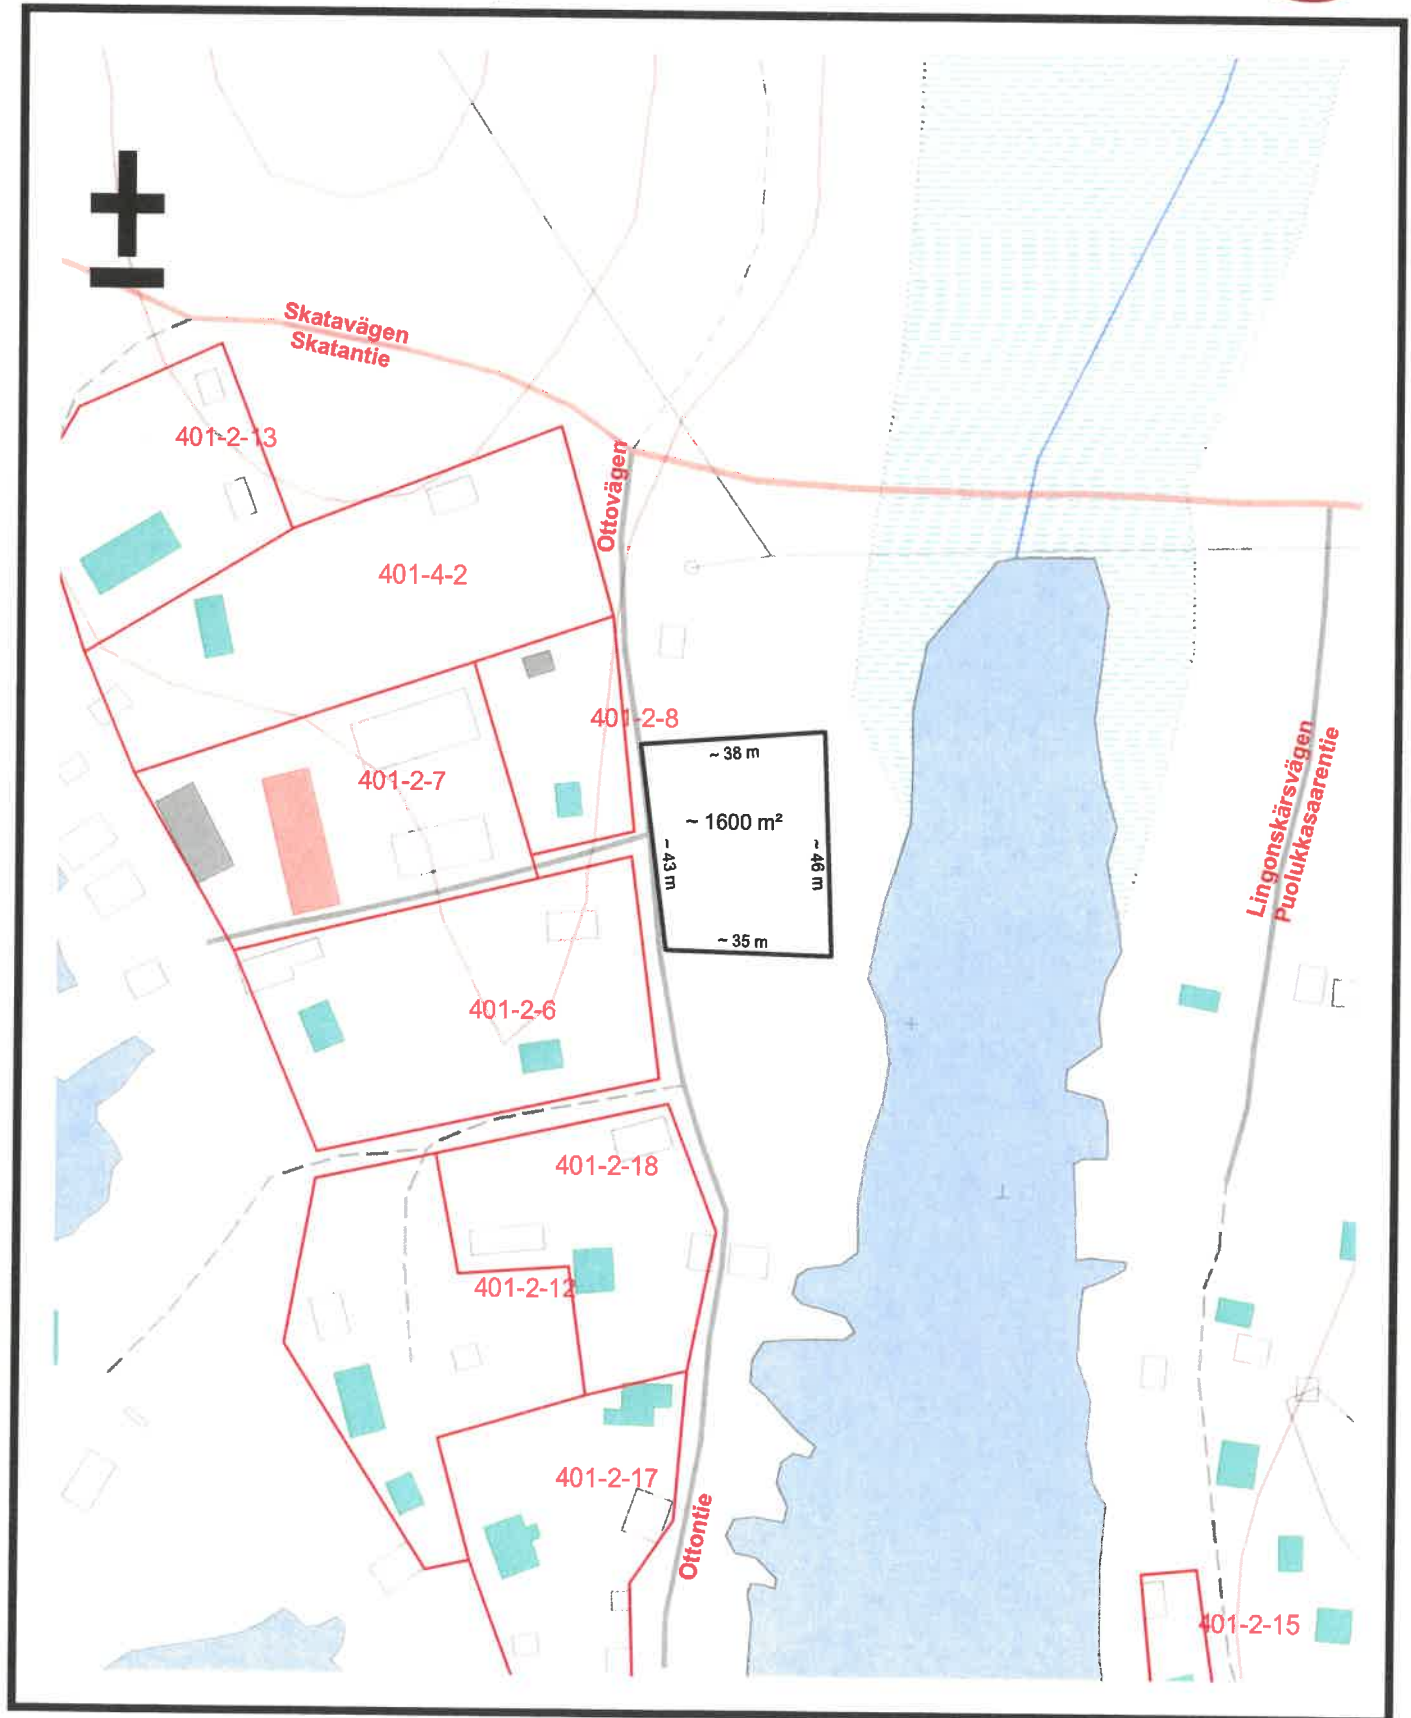 Skatavägen
Skatantie
401-2-13
Ottovägen
401-4-2
401-2-8
~ 38 m
401-2-7
~ 1600 m²
~ 43 m
~ 46 m
~ 35 m
Lingonskärsvägen
Puolukkasaarentie
401-2-6
401-2-18
401-2-12
401-2-17
Ottontie
401-2-15